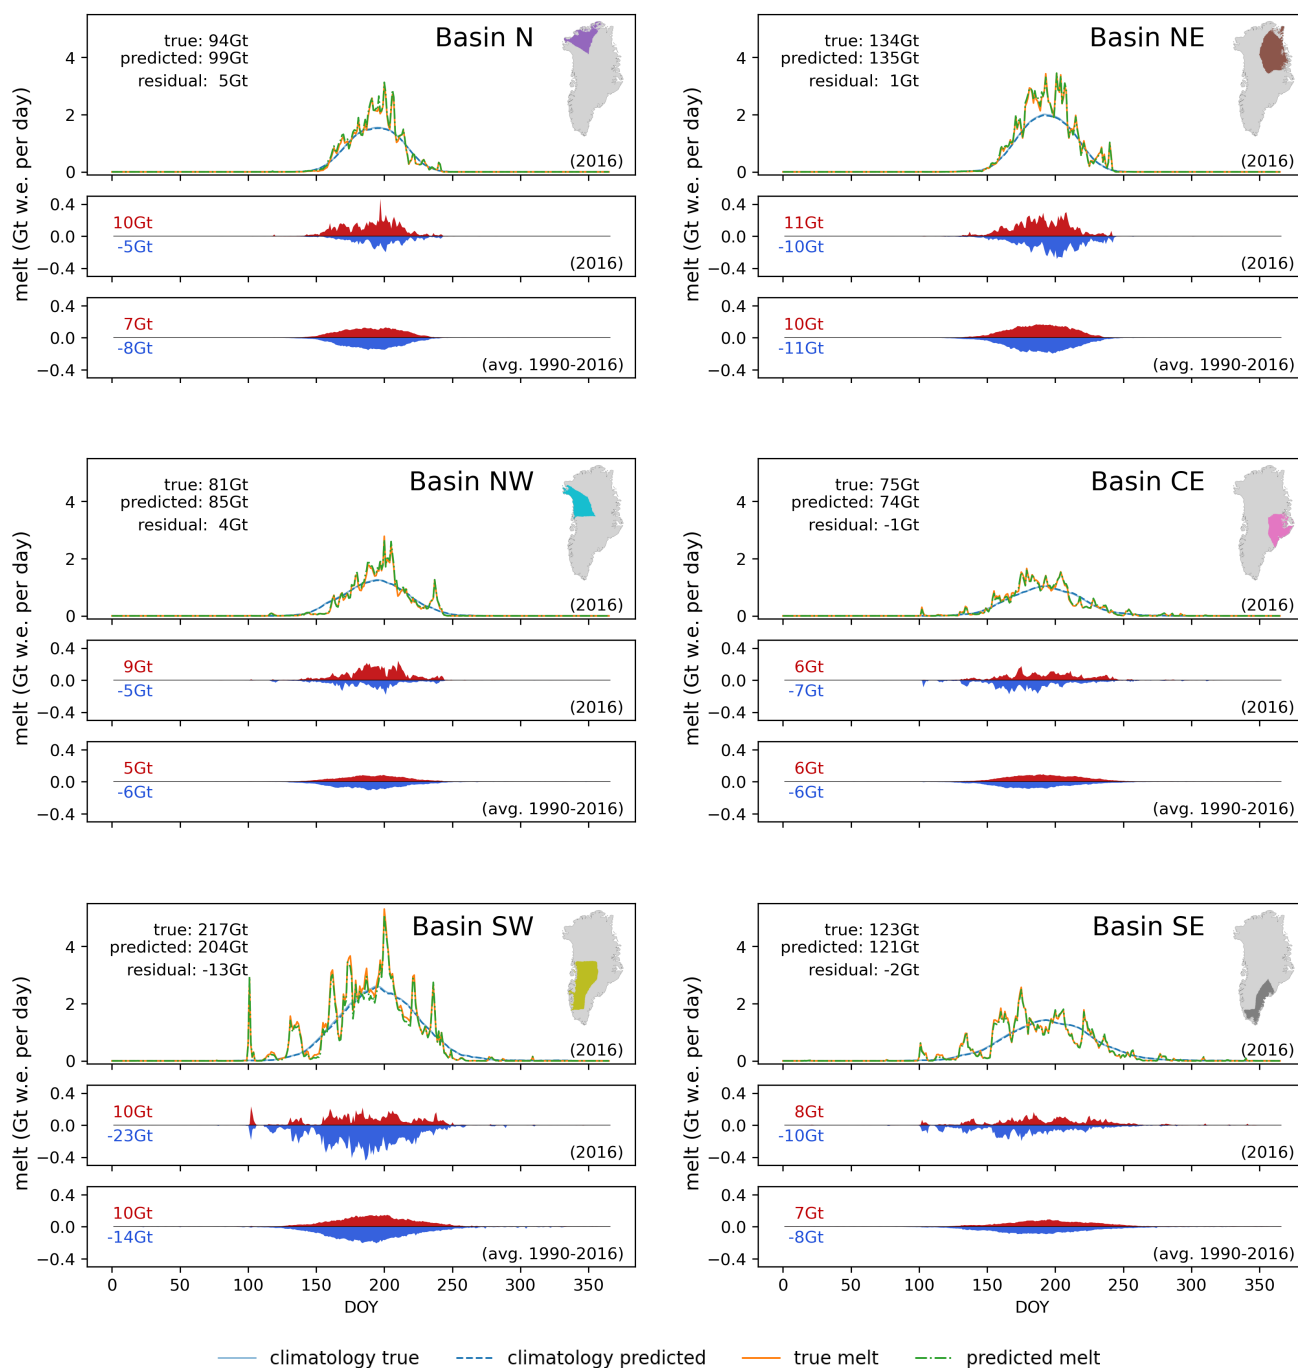 Basin N
true: 94Gt
predicted: 99Gt
residual: 5Gt
(2016)
4
2
0
melt (Gt w.e. per day)
10Gt
-5Gt
(2016)
0.4
0.0
−0.4
7Gt
-8Gt
(avg. 1990-2016)
0.4
0.0
−0.4
Basin NE
true: 134Gt
predicted: 135Gt
residual: 1Gt
(2016)
4
2
0
melt (Gt w.e. per day)
11Gt
-10Gt
(2016)
0.4
0.0
−0.4
10Gt
-11Gt
(avg. 1990-2016)
0.4
0.0
−0.4
Basin NW
true: 81Gt
predicted: 85Gt
residual: 4Gt
(2016)
4
2
0
melt (Gt w.e. per day)
9Gt
-5Gt
(2016)
0.4
0.0
−0.4
5Gt
-6Gt
(avg. 1990-2016)
0.4
0.0
−0.4
Basin CE
true: 75Gt
predicted: 74Gt
residual: -1Gt
(2016)
4
2
0
melt (Gt w.e. per day)
6Gt
-7Gt
(2016)
0.4
0.0
−0.4
6Gt
-6Gt
(avg. 1990-2016)
0.4
0.0
−0.4
Basin SW
true: 217Gt
predicted: 204Gt
residual: -13Gt
(2016)
4
2
0
melt (Gt w.e. per day)
10Gt
-23Gt
(2016)
0.4
0.0
−0.4
10Gt
-14Gt
(avg. 1990-2016)
0.4
0.0
−0.4
0 50 100 150 200 250 300 350
DOY
Basin SE
true: 123Gt
predicted: 121Gt
residual: -2Gt
(2016)
4
2
0
melt (Gt w.e. per day)
8Gt
-10Gt
(2016)
0.4
0.0
−0.4
7Gt
-8Gt
(avg. 1990-2016)
0.4
0.0
−0.4
0 50 100 150 200 250 300 350
DOY
climatology true climatology predicted true melt predicted melt